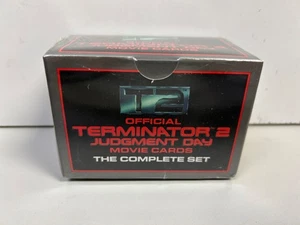 T2
OFFICIAL
TERMINATOR 2
JUDGMENT DAY
MOVIE CARDS
THE COMPLETE SET